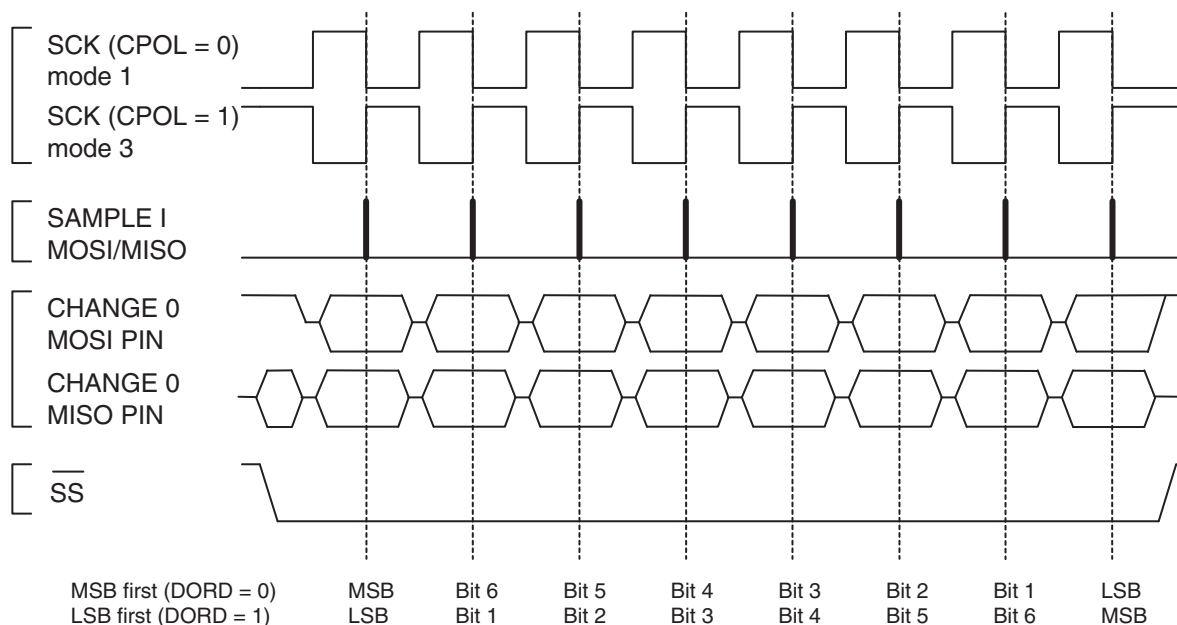 SCK (CPOL = 0)
mode 1
SCK (CPOL = 1)
mode 3
SAMPLE I
MOSI/MISO
CHANGE 0
MOSI PIN
CHANGE 0
MISO PIN
SS
MSB first (DORD = 0) MSB Bit 6 Bit 5 Bit 4 Bit 3 Bit 2 Bit 1 LSB
LSB first (DORD = 1) LSB Bit 1 Bit 2 Bit 3 Bit 4 Bit 5 Bit 6 MSB